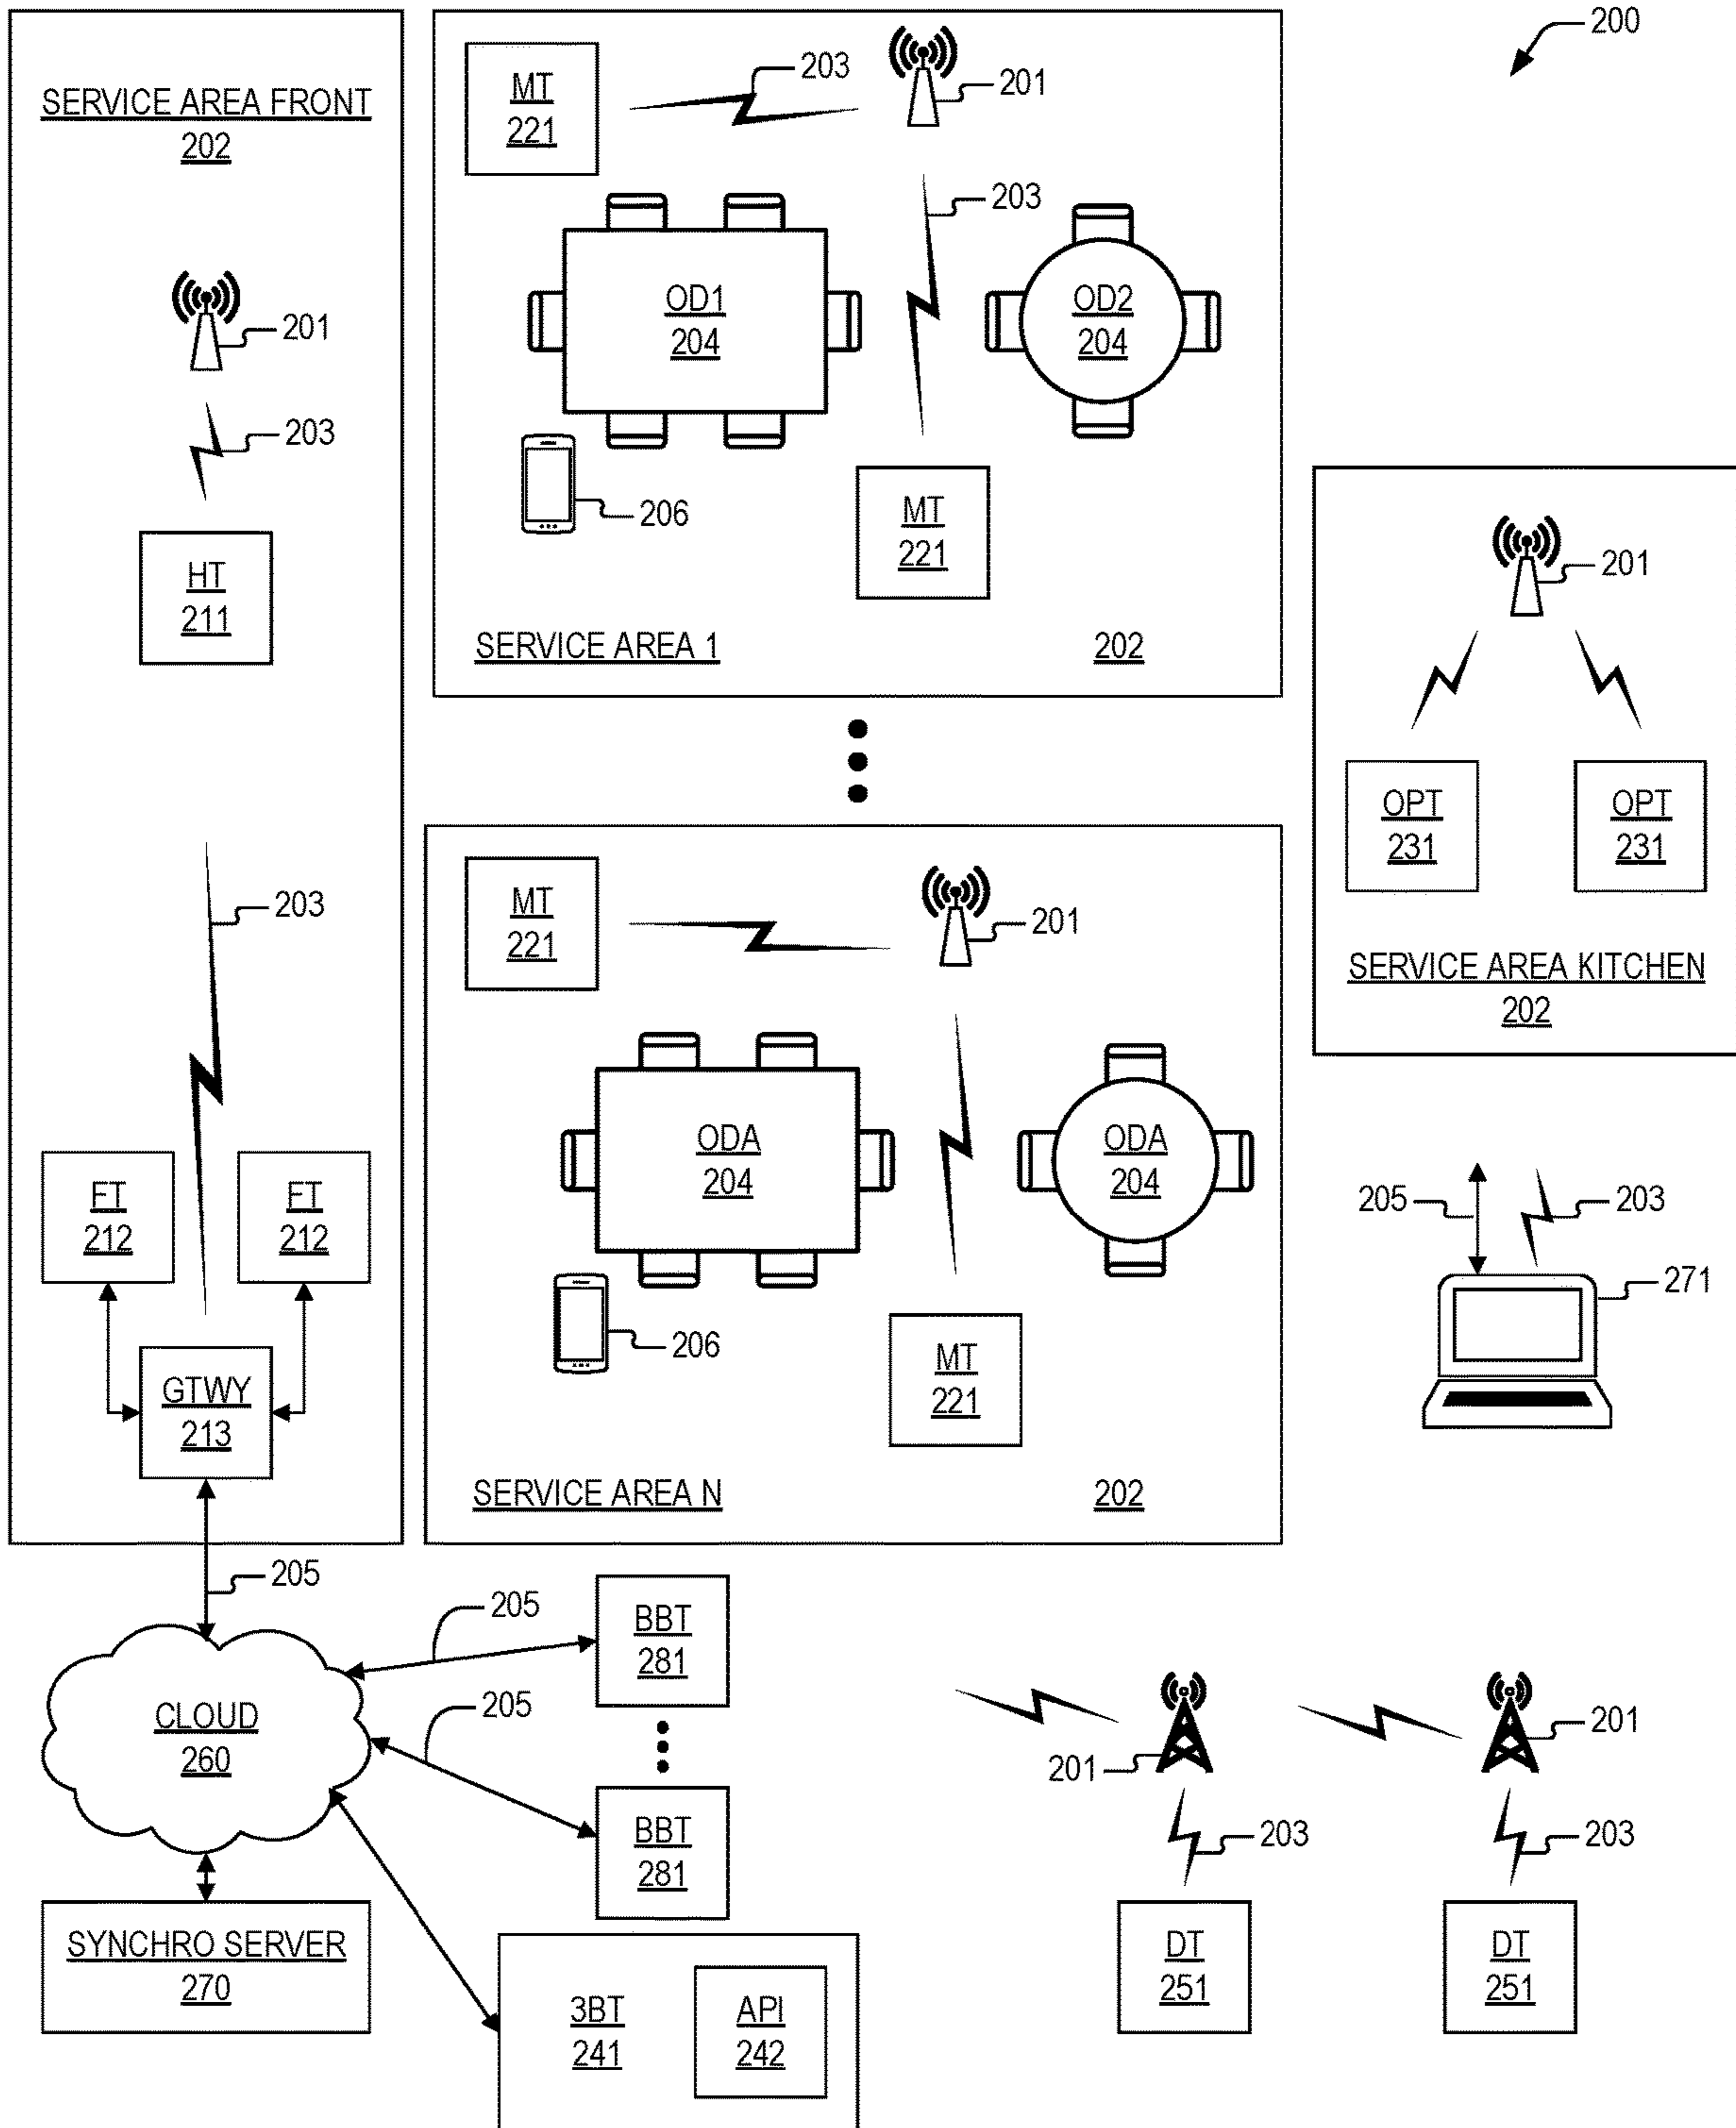 200
SERVICE AREA FRONT
202
201
203
HT
211
203
FT
212
FT
212
GTWY
213
205
MT
221
203
201
203
OD1
204
OD2
204
206
MT
221
SERVICE AREA 1
202
MT
221
201
ODA
204
ODA
204
206
MT
221
SERVICE AREA N
202
201
OPT
231
OPT
231
SERVICE AREA KITCHEN
202
205
203
271
CLOUD
260
205
205
BBT
281
BBT
281
SYNCHRO SERVER
270
3BT
241
API
242
201
201
203
203
DT
251
DT
251